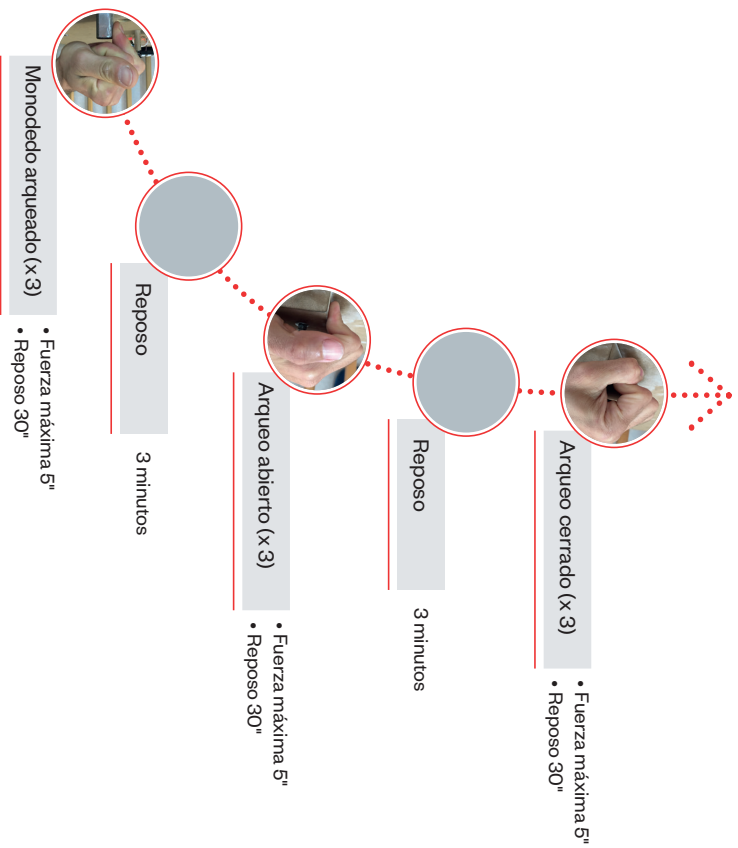 Arqueo cerrado (x 3)
• Fuerza máxima 5"
• Reposo 30"
Reposo
3 minutos
Arqueo abierto (x 3)
• Fuerza máxima 5"
• Reposo 30"
Reposo
3 minutos
Monodedo arqueado (x 3)
• Fuerza máxima 5"
• Reposo 30"